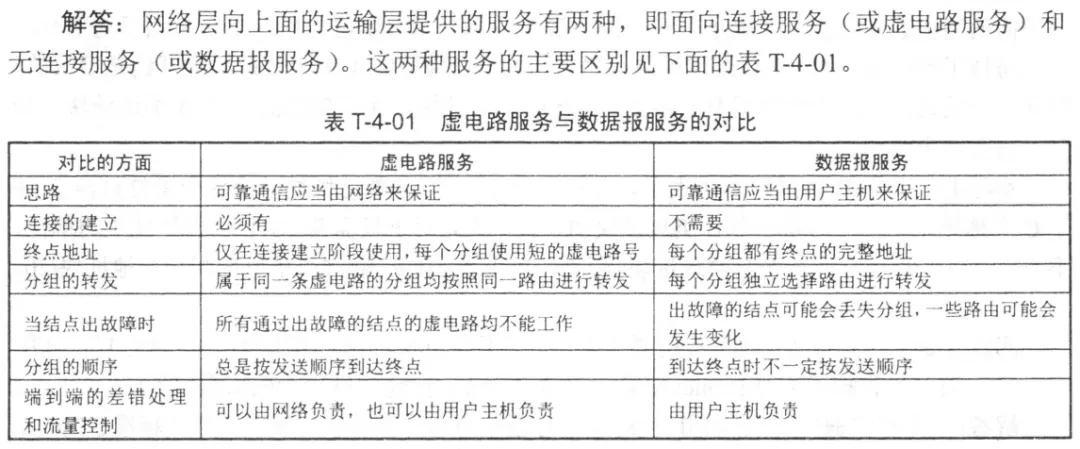 解答：网络层向上面的运输层提供的服务有两种，即面向连接服务（或虚电路服务）和
无连接服务（或数据报服务）。这两种服务的主要区别见下面的表 T-4-01。
表 T-4-01 虚电路服务与数据报服务的对比
对比的方面 虚电路服务 数据报服务
思路 可靠通信应当由网络来保证 可靠通信应当由用户主机来保证
连接的建立 必须有 不需要
终点地址 仅在连接建立阶段使用，每个分组使用短的虚电路号 每个分组都有终点的完整地址
分组的转发 属于同一条虚电路的分组均按照同一路由进行转发 每个分组独立选择路由进行转发
当结点出故障时 所有通过出故障的结点的虚电路均不能工作 出故障的结点可能会丢失分组，一些路由可能会
发生变化
分组的顺序 总是按发送顺序到达终点 到达终点时不一定按发送顺序
端到端的差错处理
和流量控制 可以由网络负责，也可以由用户主机负责 由用户主机负责